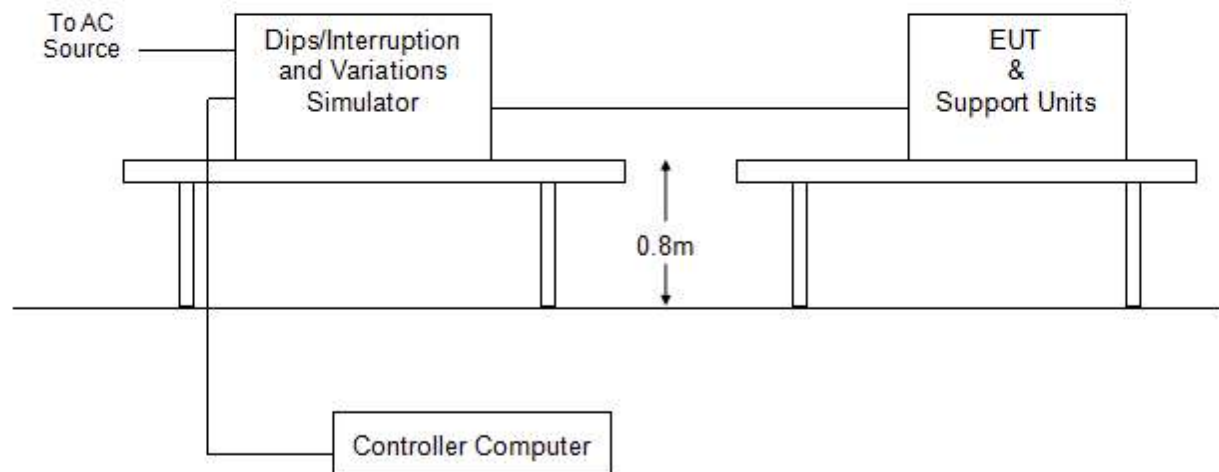 To AC
Source
Dips/Interruption
and Variations
Simulator
EUT
&
Support Units
0.8m
Controller Computer